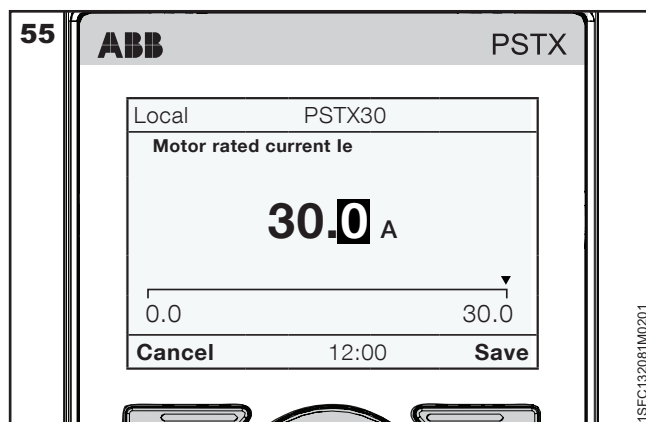 55
ABB PSTX
Local PSTX30
Motor rated current Ie
30.0 A
0.0 30.0
Cancel 12:00 Save
1SFC132081M0201